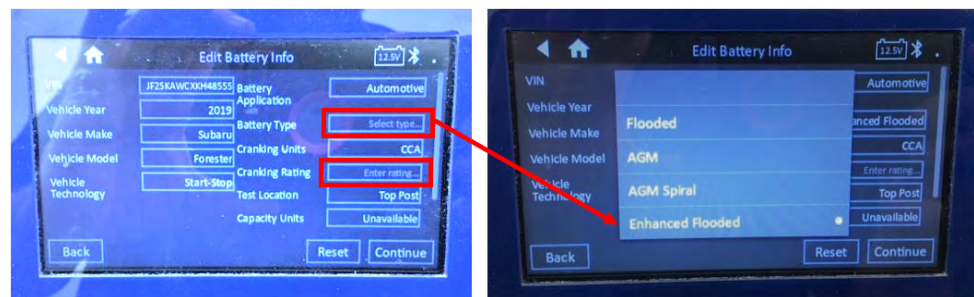 Edit Battery Info
12.5V
VIN
JF2SKAWCXKH48555
Battery Application
Automotive
Vehicle Year
2019
Battery Type
Select type...
Vehicle Make
Subaru
Cranking Units
CCA
Vehicle Model
Forester
Cranking Rating
Enter rating...
Vehicle Technology
Start-Stop
Test Location
Top Post
Capacity Units
Unavailable
Back
Reset
Continue
Edit Battery Info
12.5V
VIN
Automotive
Vehicle Year
Flooded
nced Flooded
Vehicle Make
CCA
Vehicle Model
AGM
Enter rating...
Vehicle Technology
AGM Spiral
Top Post
Enhanced Flooded
Unavailable
Back
Reset
Continue